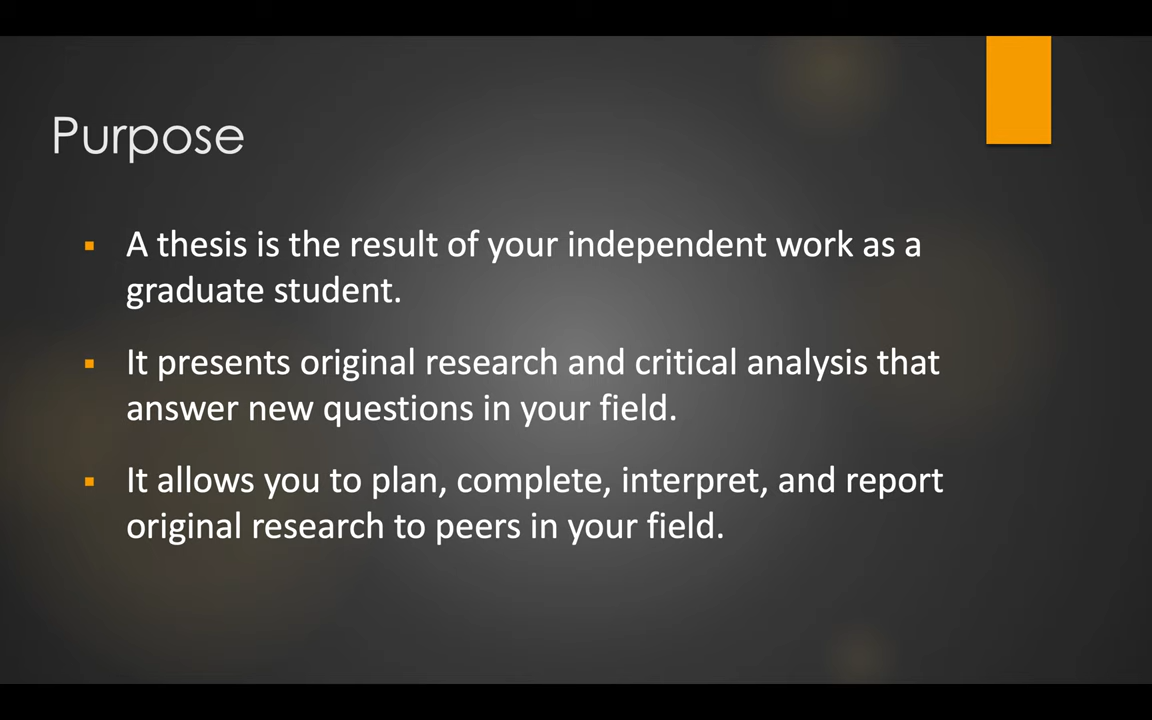 Purpose
A thesis is the result of your independent work as a
graduate student.
It presents original research and critical analysis that
answer new questions in your field.
It allows you to plan, complete, interpret, and report
original research to peers in your field.